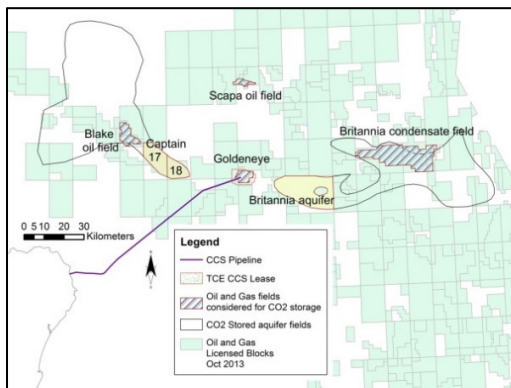 Scapa oil field
Blake
oil field
Captain
17
18
Goldeneye
Britannia condensate field
Britannia aquifer
0 5 10 20 30
Kilometers
Legend
CCS Pipeline
TCE CCS Lease
Oil and Gas fields
considered for CO2 storage
CO2 Stored aquifer fields
Oil and Gas
Licensed Blocks
Oct 2013